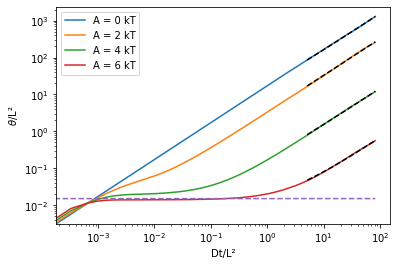 A = 0 kT
A = 2 kT
A = 4 kT
A = 6 kT
10³
10²
10¹
10⁰
10⁻¹
10⁻²
θ/L²
10⁻³
10⁻²
10⁻¹
10⁰
10¹
10²
Dt/L²